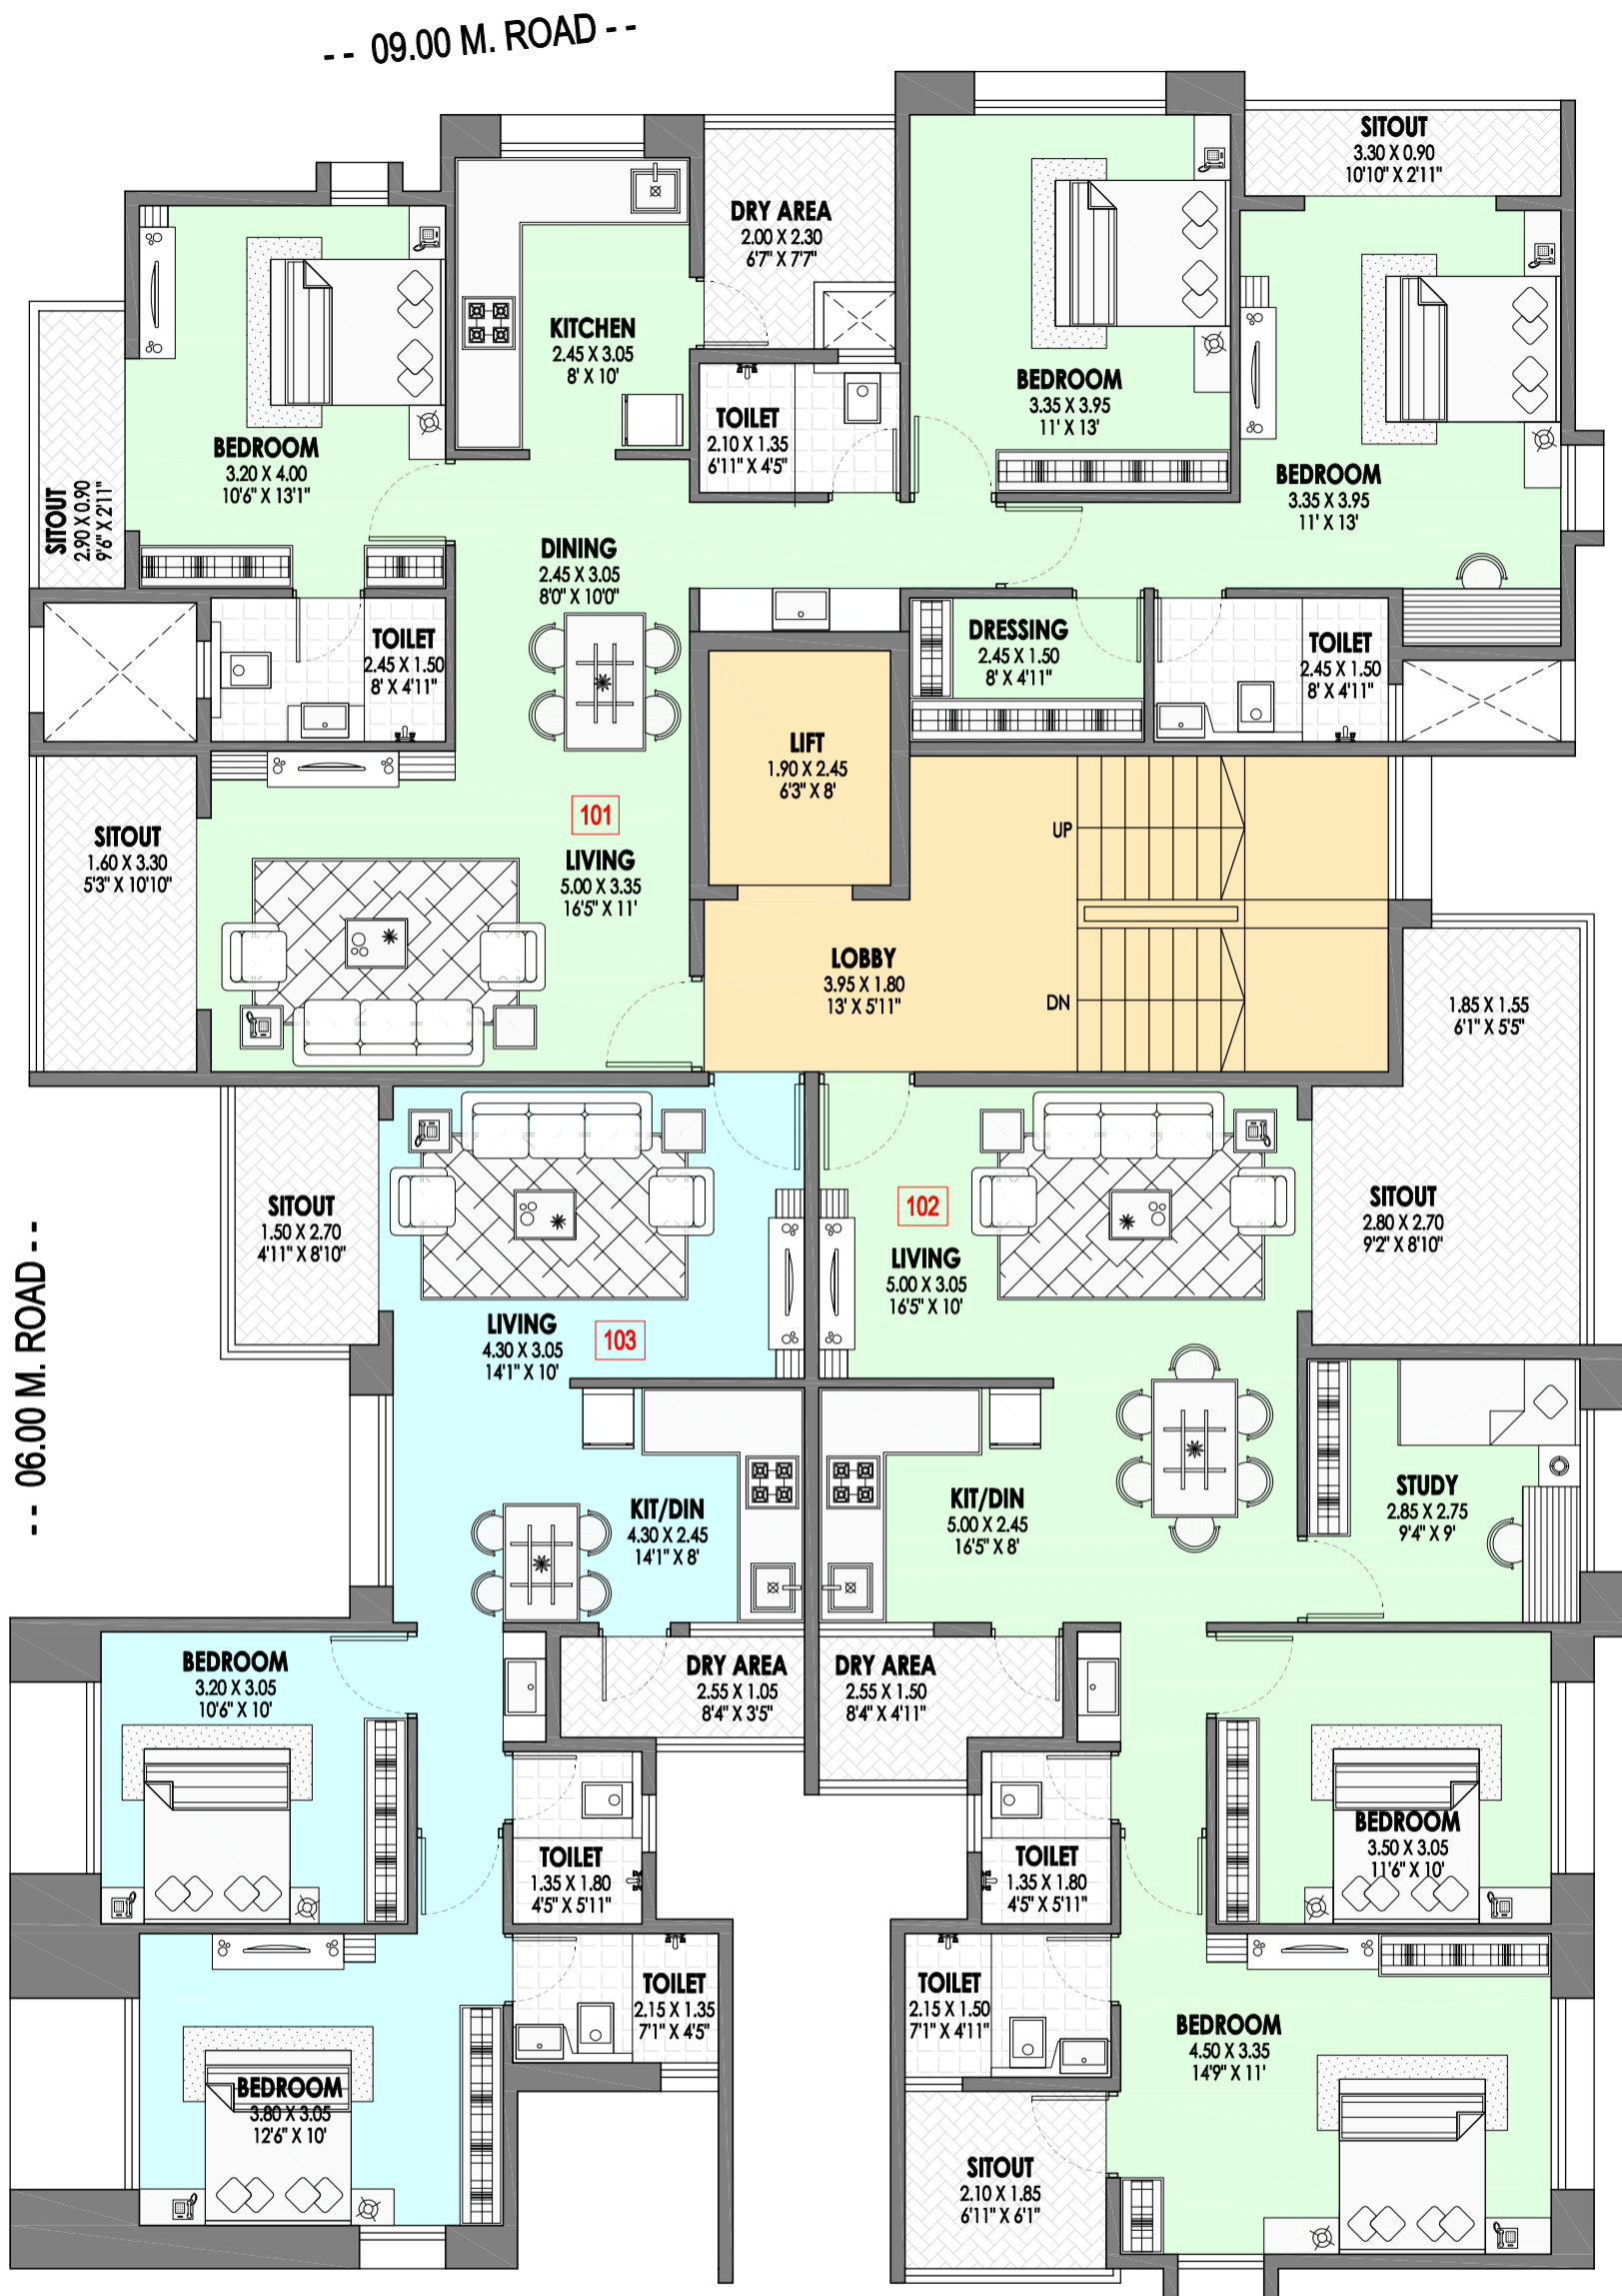 -- 09.00 M. ROAD --
SITOUT
3.30 X 0.90
10'10" X 2'11"
DRY AREA
2.00 X 2.30
6'7" X 7'7"
KITCHEN
2.45 X 3.05
8' X 10'
BEDROOM
3.35 X 3.95
11' X 13'
TOILET
2.10 X 1.35
6'11" X 4'5"
BEDROOM
3.20 X 4.00
10'6" X 13'1"
BEDROOM
3.35 X 3.95
11' X 13'
SITOUT
2.90 X 0.90
9'6" X 2'11"
DINING
2.45 X 3.05
8'0" X 10'0"
TOILET
2.45 X 1.50
8' X 4'11"
DRESSING
2.45 X 1.50
8' X 4'11"
TOILET
2.45 X 1.50
8' X 4'11"
LIFT
1.90 X 2.45
6'3" X 8'
101
UP
SITOUT
1.60 X 3.30
5'3" X 10'10"
LIVING
5.00 X 3.35
16'5" X 11'
LOBBY
3.95 X 1.80
13' X 5'11"
DN
1.85 X 1.55
6'1" X 5'5"
SITOUT
1.50 X 2.70
4'11" X 8'10"
102
SITOUT
2.80 X 2.70
9'2" X 8'10"
LIVING
5.00 X 3.05
16'5" X 10'
-- 06.00 M. ROAD --
LIVING
4.30 X 3.05
14'1" X 10'
103
KIT/DIN
4.30 X 2.45
14'1" X 8'
KIT/DIN
5.00 X 2.45
16'5" X 8'
STUDY
2.85 X 2.75
9'4" X 9'
BEDROOM
3.20 X 3.05
10'6" X 10'
DRY AREA
2.55 X 1.05
8'4" X 3'5"
DRY AREA
2.55 X 1.50
8'4" X 4'11"
BEDROOM
3.50 X 3.05
11'6" X 10'
TOILET
1.35 X 1.80
4'5" X 5'11"
TOILET
1.35 X 1.80
4'5" X 5'11"
TOILET
2.15 X 1.35
7'1" X 4'5"
TOILET
2.15 X 1.50
7'1" X 4'11"
BEDROOM
4.50 X 3.35
14'9" X 11'
BEDROOM
3.80 X 3.05
12'6" X 10'
SITOUT
2.10 X 1.85
6'11" X 6'1"